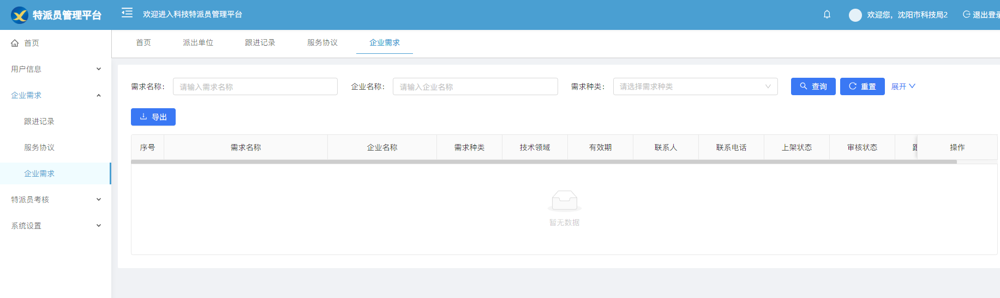 特派员管理平台
欢迎进入科技特派员管理平台
欢迎您，沈阳市科技局2
退出登录
首页
用户信息
企业需求
跟进记录
服务协议
企业需求
特派员考核
系统设置
首页 派出单位 跟进记录 服务协议 企业需求
需求名称： 请输入需求名称 企业名称： 请输入企业名称 需求种类： 请选择需求种类 查询 重置 展开
导出
序号 需求名称 企业名称 需求种类 技术领域 有效期 联系人 联系电话 上架状态 审核状态 操作
暂无数据